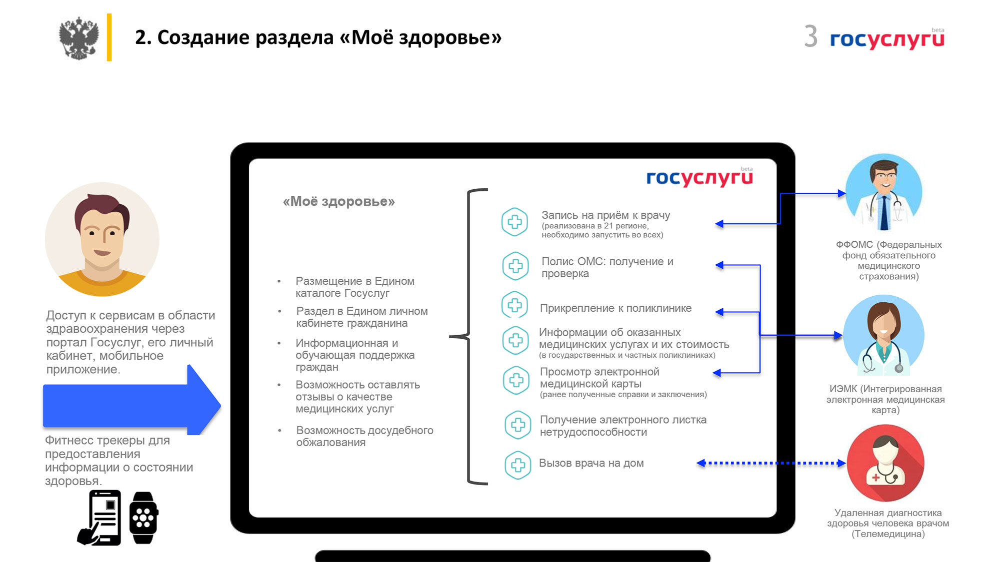 2. Создание раздела «Моё здоровье»
3
госуслуги
beta
Доступ к сервисам в области
здравоохранения через
портал Госуслуг, его личный
кабинет, мобильное
приложение.
Фитнесс трекеры для
предоставления
информации о состоянии
здоровья.
госуслуги
beta
«Моё здоровье»
• Размещение в Едином
каталоге Госуслуг
• Раздел в Едином личном
кабинете гражданина
• Информационная и
обучающая поддержка
граждан
• Возможность оставлять
отзывы о качестве
медицинских услуг
• Возможность досудебного
обжалования
Запись на приём к врачу
(реализована в 21 регионе,
необходимо запустить во всех)
Полис ОМС: получение и
проверка
Прикрепление к поликлинике
Информации об оказанных
медицинских услугах и их стоимость
(в государственных и частных поликлиниках)
Просмотр электронной
медицинской карты
(ранее полученные справки и заключения)
Получение электронного листка
нетрудоспособности
Вызов врача на дом
ФФОМС (Федеральных
фонд обязательного
медицинского
страхования)
ИЭМК (Интегрированная
электронная медицинская
карта)
Удаленная диагностика
здоровья человека врачом
(Телемедицина)